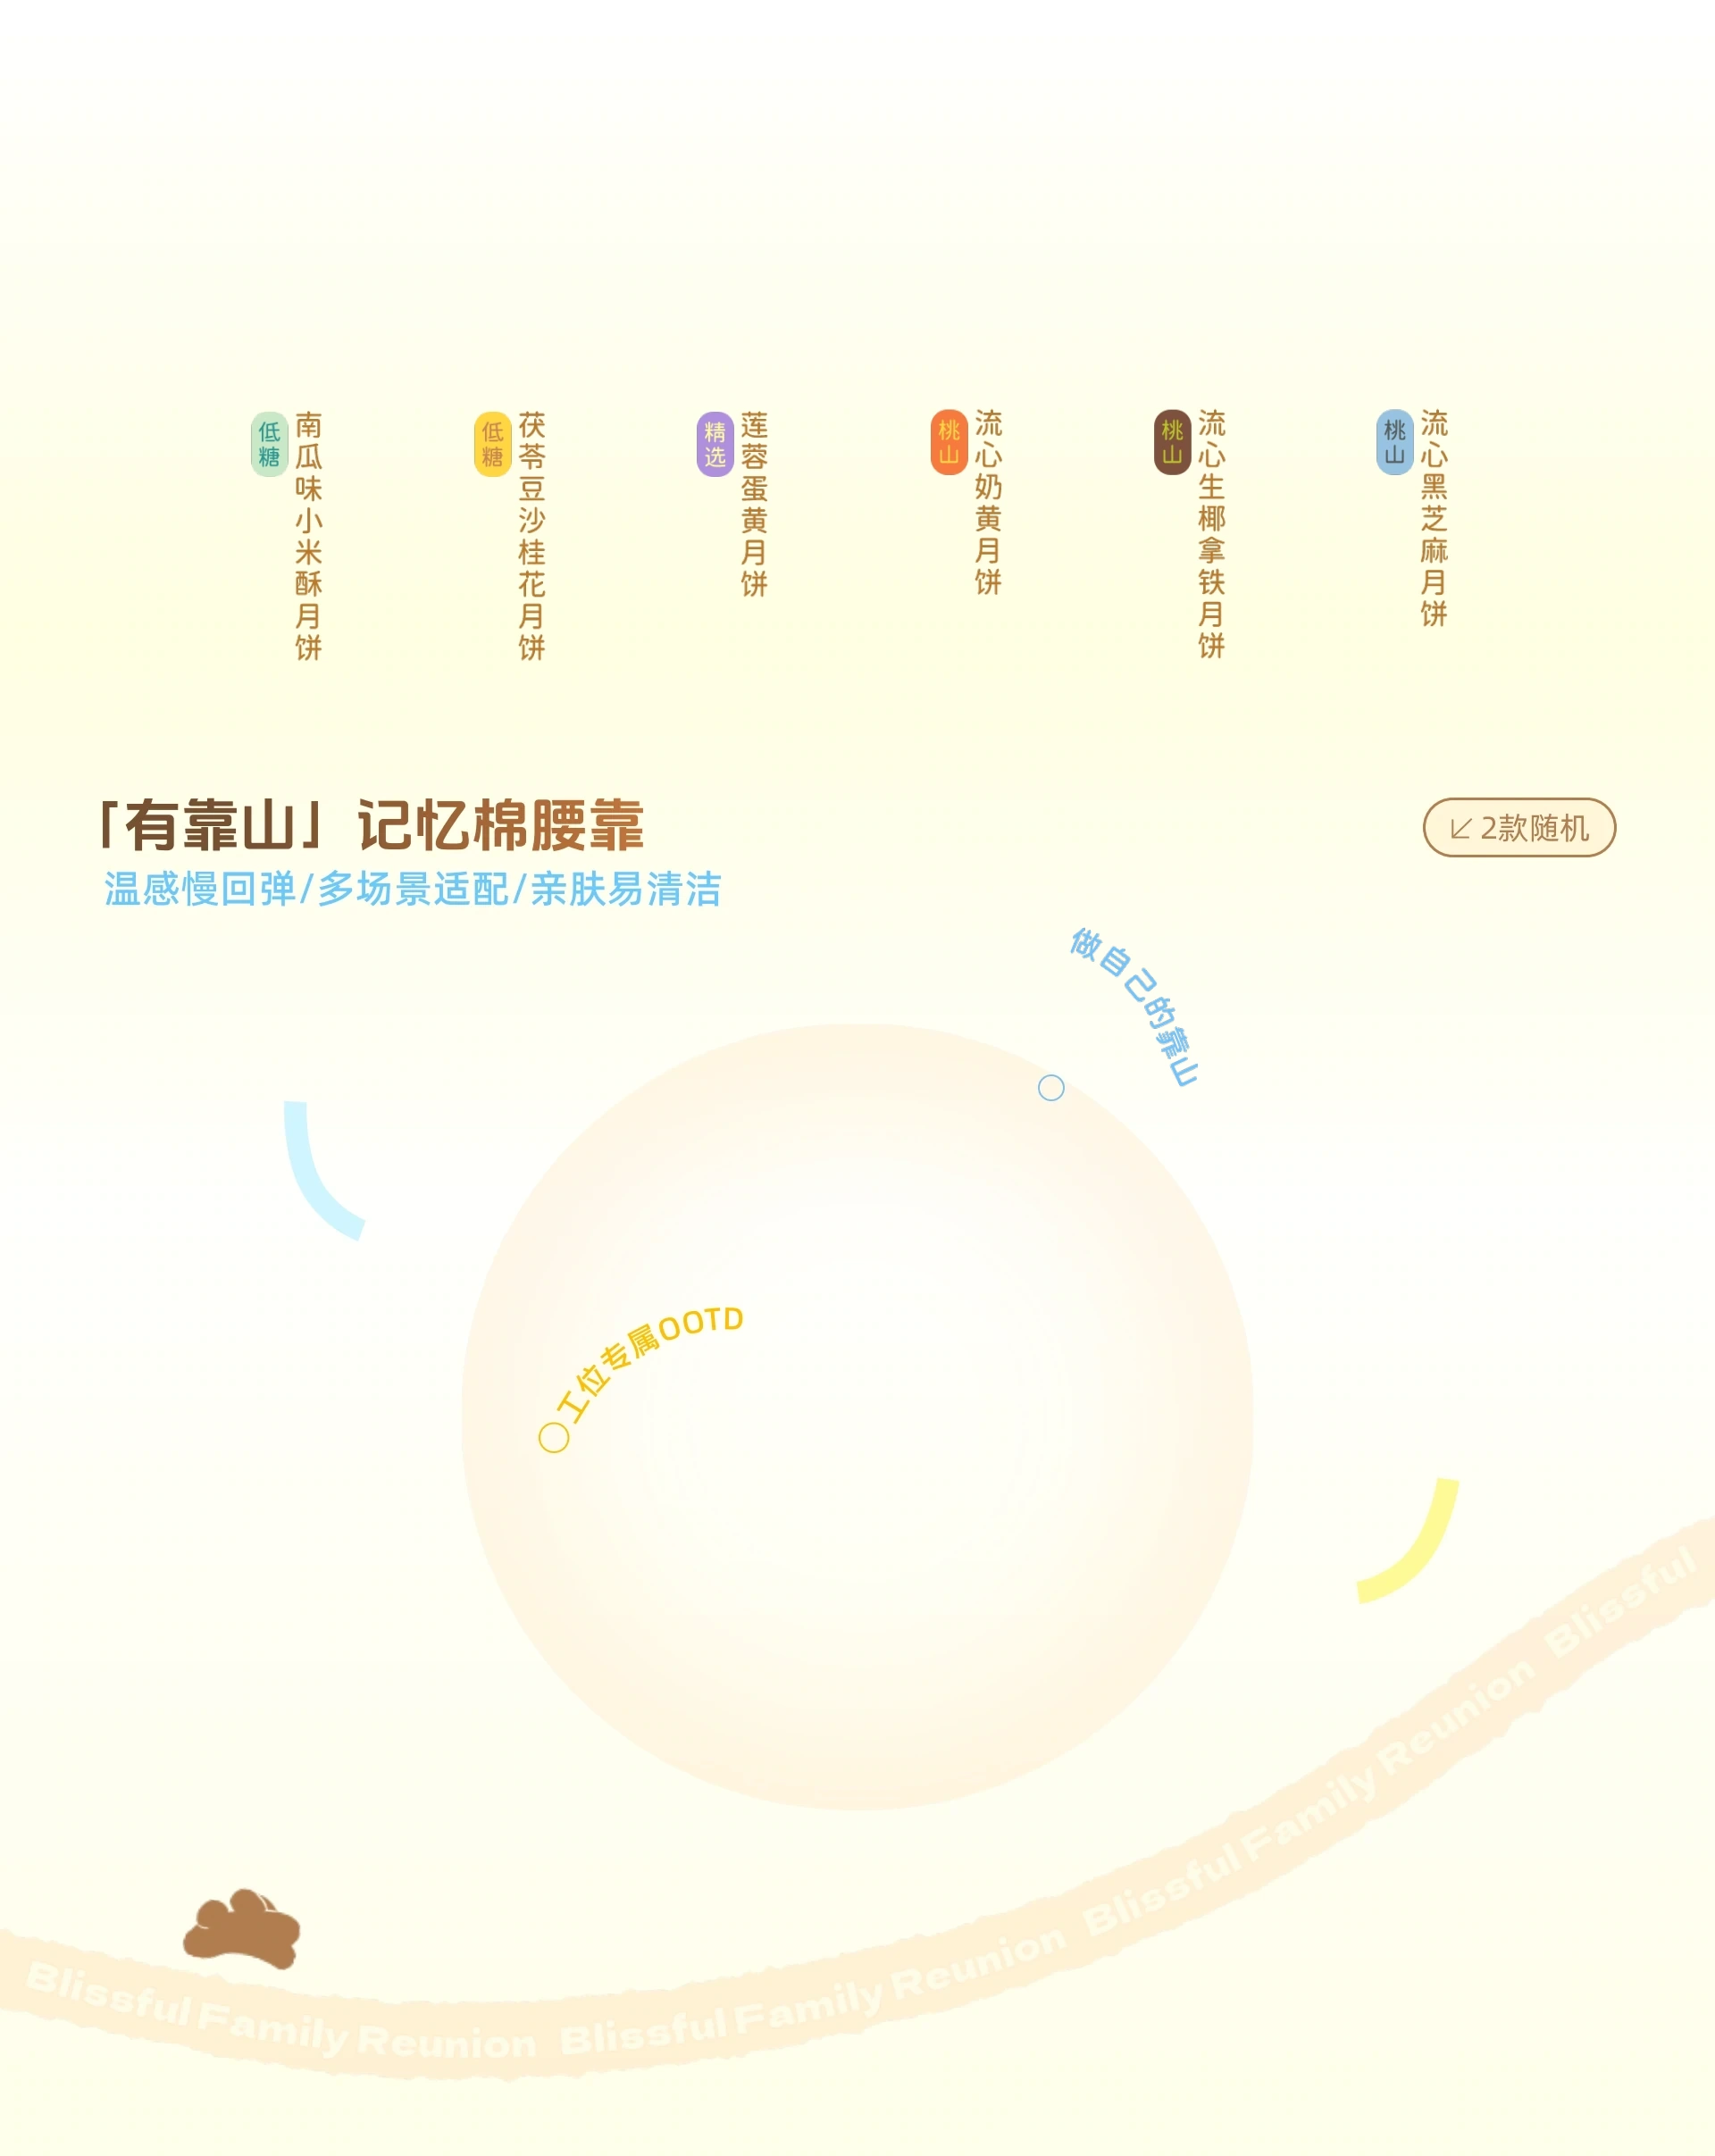 低糖
南瓜味小米酥月饼
低糖
茯苓豆沙桂花月饼
精选
莲蓉蛋黄月饼
桃山
流心奶黄月饼
桃山
流心生椰拿铁月饼
桃山
流心黑芝麻月饼
「有靠山」记忆棉腰靠
2款随机
温感慢回弹/多场景适配/亲肤易清洁
做自己的靠山
工位专属OOTD
Blissful Family Reunion Blissful Family Reunion Blissful Family Reunion Blissful